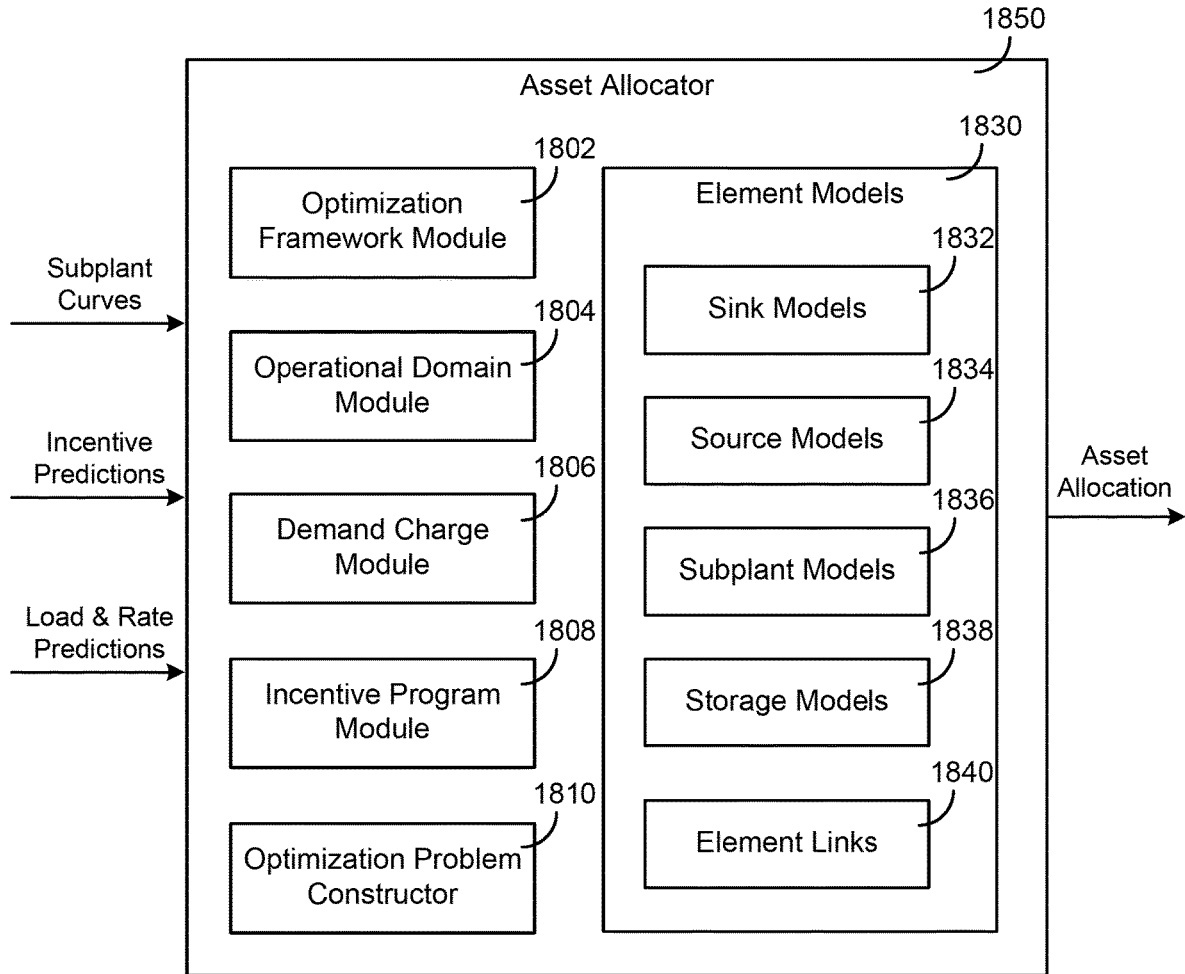 1850
Asset Allocator
1802
Optimization
Framework Module
1804
Operational Domain
Module
1806
Demand Charge
Module
1808
Incentive Program
Module
1810
Optimization Problem
Constructor
1830
Element Models
1832
Sink Models
1834
Source Models
1836
Subplant Models
1838
Storage Models
1840
Element Links
Subplant
Curves
Incentive
Predictions
Load & Rate
Predictions
Asset
Allocation